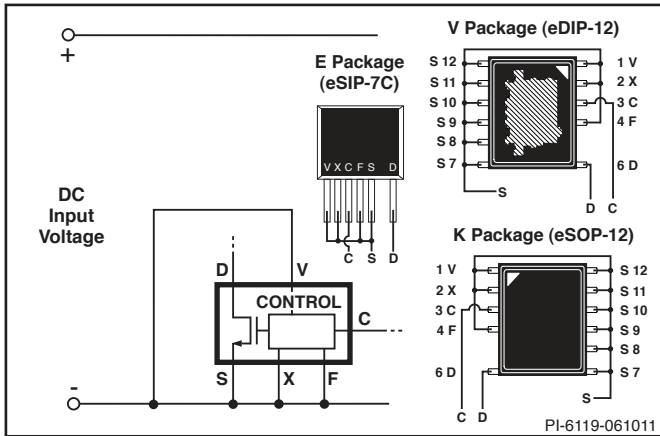 +
E Package
(eSIP-7C)
V X C F S D
C S D
V Package (eDIP-12)
S 12
S 11
S 10
S 9
S 8
S 7
1 V
2 X
3 C
4 F
6 D
S
D C
DC
Input
Voltage
D V
CONTROL
C
S X F
-
K Package (eSOP-12)
1 V
2 X
3 C
4 F
6 D
S 12
S 11
S 10
S 9
S 8
S 7
S
C D
PI-6119-061011